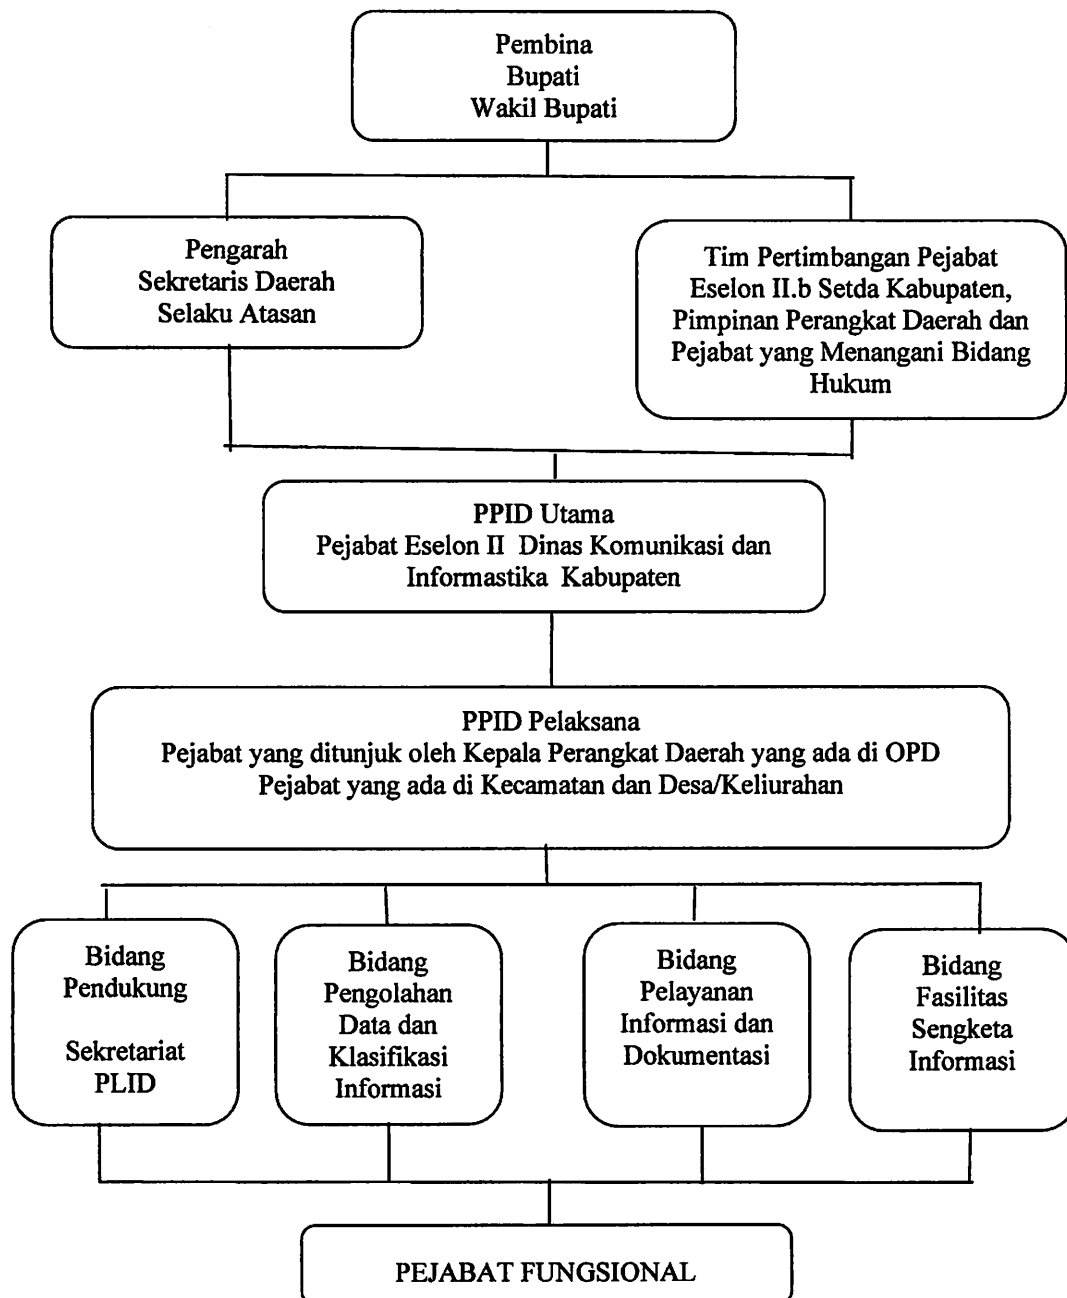 Pembina
Bupati
Wakil Bupati
Pengarah
Sekretaris Daerah
Selaku Atasan
Tim Pertimbangan Pejabat
Eselon II.b Setda Kabupaten,
Pimpinan Perangkat Daerah dan
Pejabat yang Menangani Bidang
Hukum
PPID Utama
Pejabat Eselon II Dinas Komunikasi dan
Informastika Kabupaten
PPID Pelaksana
Pejabat yang ditunjuk oleh Kepala Perangkat Daerah yang ada di OPD
Pejabat yang ada di Kecamatan dan Desa/Keliurahan
Bidang
Pendukung
Sekretariat
PLID
Bidang
Pengolahan
Data dan
Klasifikasi
Informasi
Bidang
Pelayanan
Informasi dan
Dokumentasi
Bidang
Fasilitas
Sengketa
Informasi
PEJABAT FUNGSIONAL